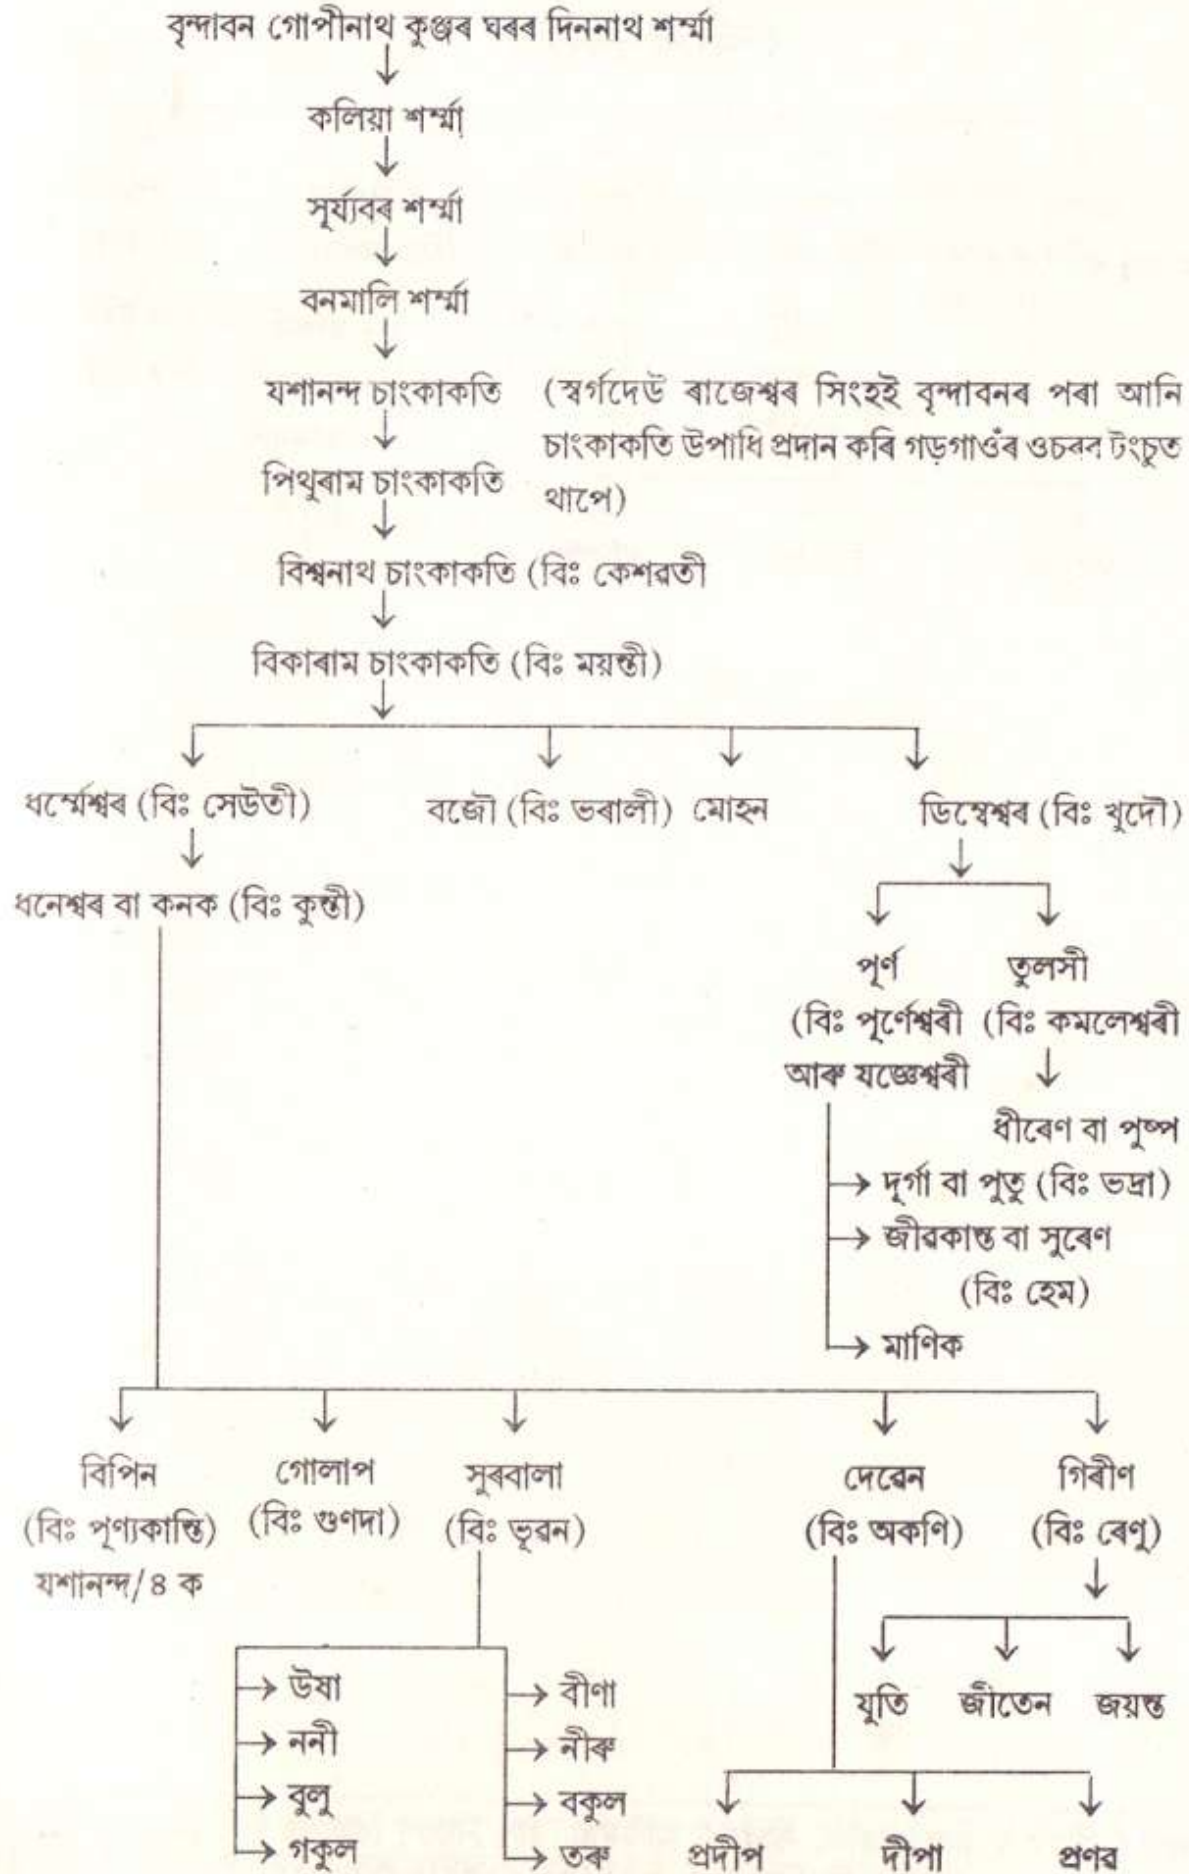 বৃন্দাবন গোপীনাথ কুঞ্জৰ ঘৰৰ দিননাথ শৰ্ম্মা
কলিয়া শৰ্ম্মা
সূৰ্য্যবৰ শৰ্ম্মা
বনমালি শৰ্ম্মা
যশানন্দ চাংকাকতি (স্বৰ্গদেউ ৰাজেশ্বৰ সিংহই বৃন্দাবনৰ পৰা আনি
চাংকাকতি উপাধি প্ৰদান কৰি গড়গাওঁৰ ওচৰৰ টংচুত
পিথুৰাম চাংকাকতি থাপে)
বিশ্বনাথ চাংকাকতি (বিঃ কেশৱতী
বিকাৰাম চাংকাকতি (বিঃ ময়ন্তী)
ধৰ্ম্মেশ্বৰ (বিঃ সেউতী) বজৌ (বিঃ ভৰালী) মোহন ডিম্বেশ্বৰ (বিঃ খুদৌ)
ধনেশ্বৰ বা কনক (বিঃ কুন্তী)
পূৰ্ণ তুলসী
(বিঃ পূৰ্ণেশ্বৰী (বিঃ কমলেশ্বৰী
আৰু যজ্ঞেশ্বৰী
ধীৰেণ বা পুষ্প
দূৰ্গা বা পুতু (বিঃ ভদ্ৰা)
জীৱকান্ত বা সুৰেণ
(বিঃ হেম)
মাণিক
বিপিন গোলাপ সুৰবালা দেৱেন গিৰীণ
(বিঃ পূণ্যকান্তি) (বিঃ গুণদা) (বিঃ ভূৱন) (বিঃ অকণি) (বিঃ ৰেণু)
যশানন্দ/৪ ক
উষা বীণা
ননী নীৰু
বুলু বকুল
গকুল তৰু
যূতি জীতেন জয়ন্ত
প্ৰদীপ দীপা প্ৰণৱ